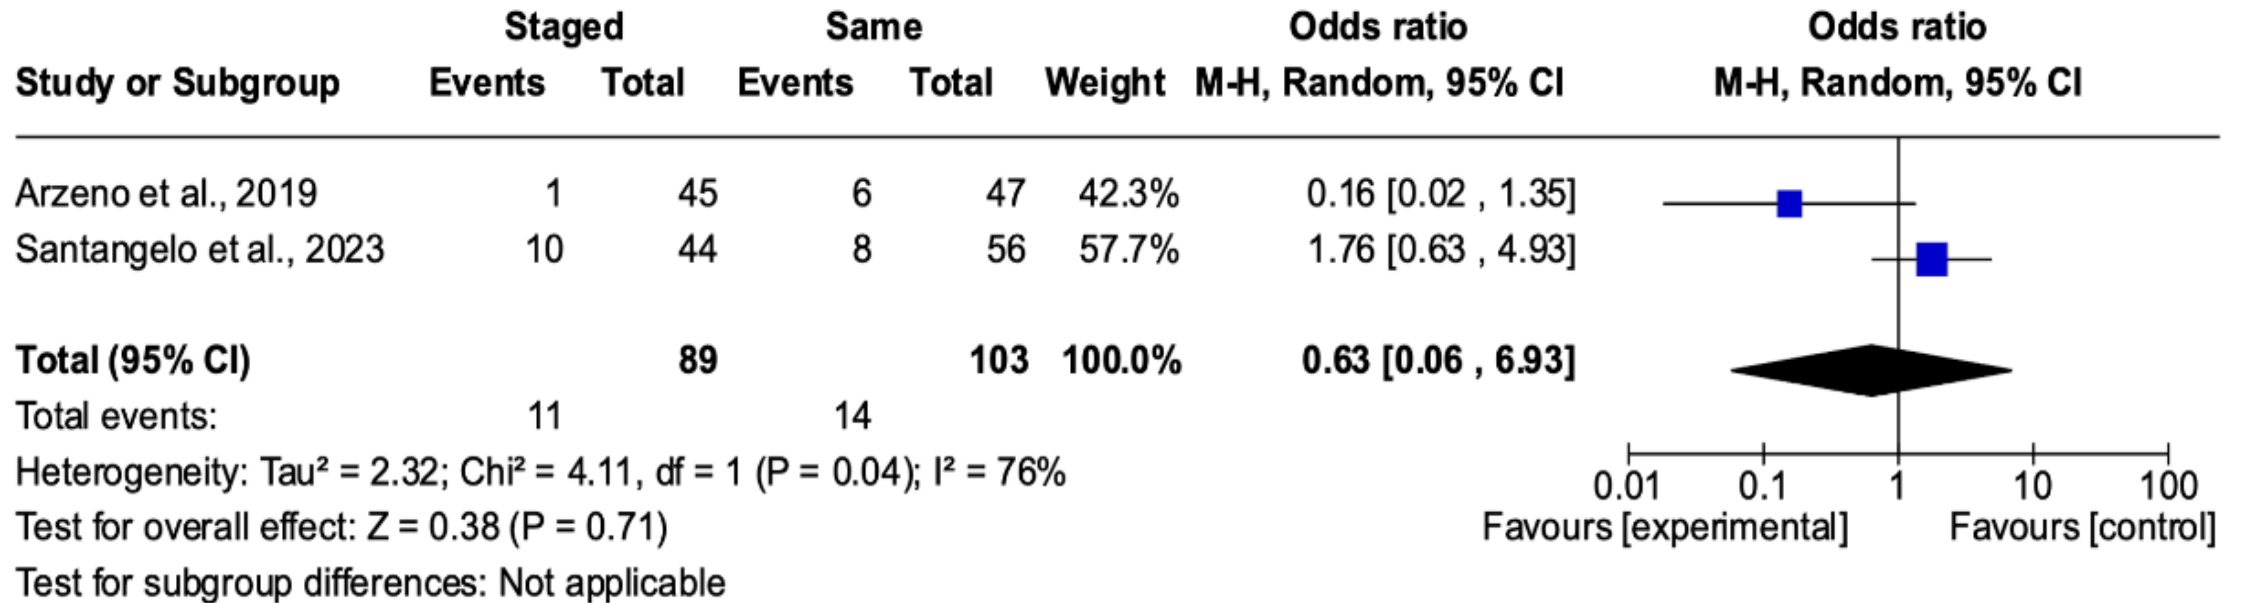 Staged Same Odds ratio Odds ratio
Study or Subgroup Events Total Events Total Weight M-H, Random, 95% CI M-H, Random, 95% CI
Arzeno et al., 2019 1 45 6 47 42.3% 0.16 [0.02 , 1.35]
Santangelo et al., 2023 10 44 8 56 57.7% 1.76 [0.63 , 4.93]
Total (95% CI) 89 103 100.0% 0.63 [0.06 , 6.93]
Total events: 11 14
Heterogeneity: Tau² = 2.32; Chi² = 4.11, df = 1 (P = 0.04); I² = 76%
0.01 0.1 1 10 100
Test for overall effect: Z = 0.38 (P = 0.71) Favours [experimental] Favours [control]
Test for subgroup differences: Not applicable